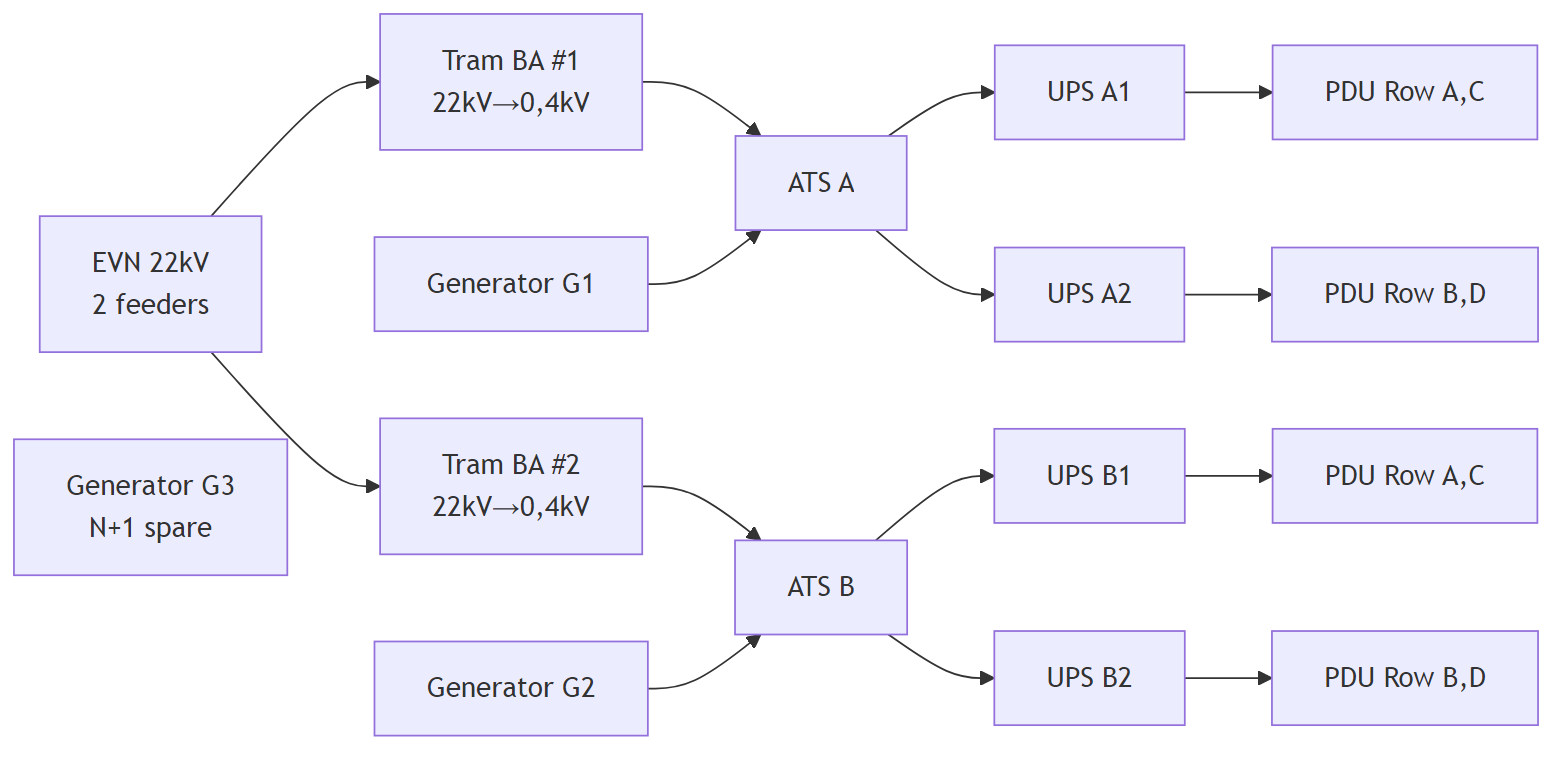 Tram BA #1
22kV→0,4kV
UPS A1
PDU Row A,C
ATS A
EVN 22kV
2 feeders
Generator G1
UPS A2
PDU Row B,D
Generator G3
N+1 spare
Tram BA #2
22kV→0,4kV
UPS B1
PDU Row A,C
ATS B
Generator G2
UPS B2
PDU Row B,D